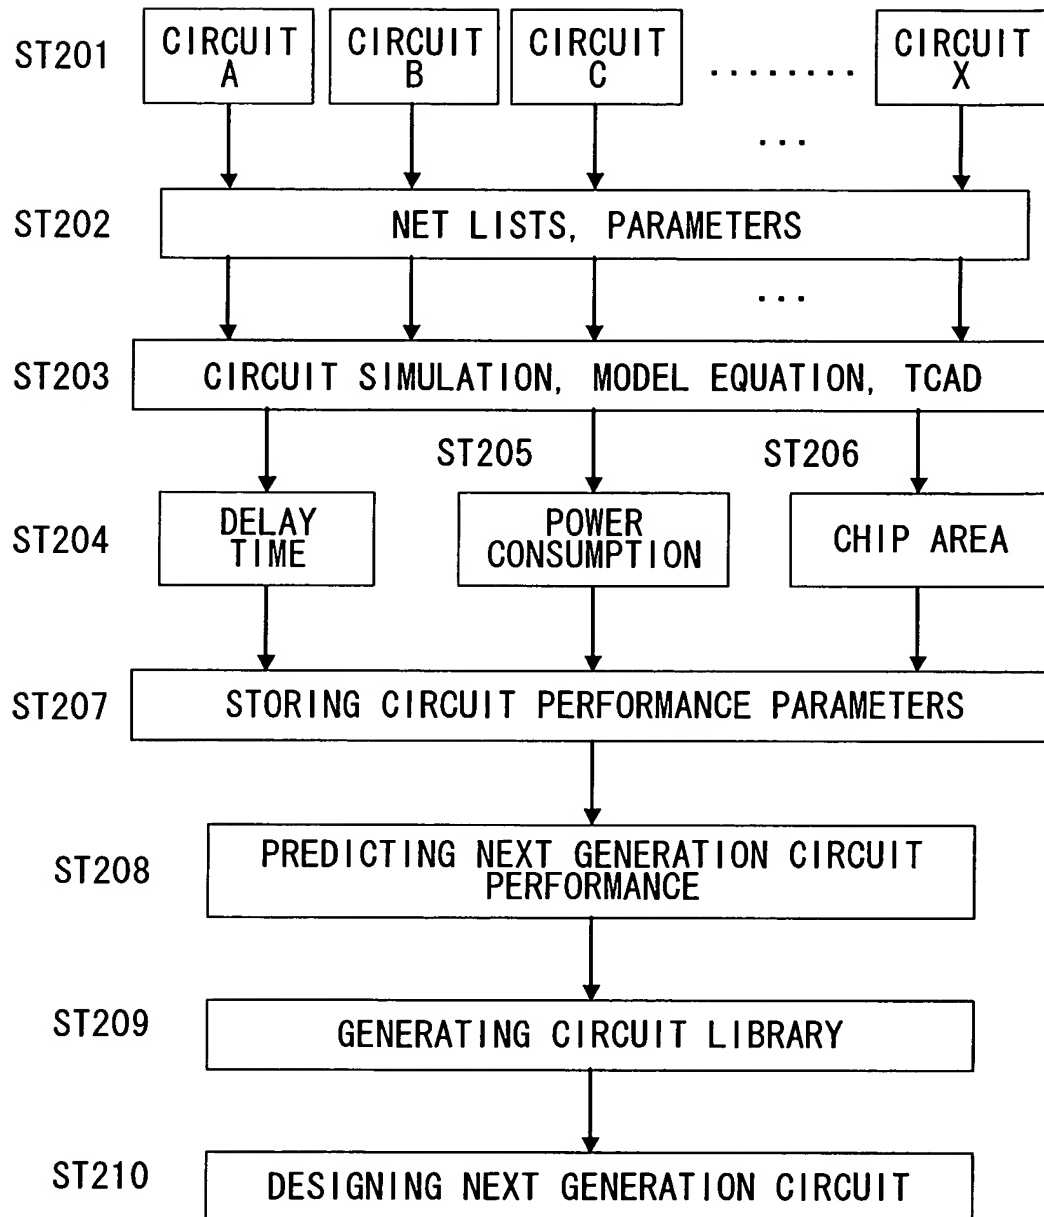 ST201
CIRCUIT
A
CIRCUIT
B
CIRCUIT
C
........
CIRCUIT
X
...
ST202
NET LISTS, PARAMETERS
...
ST203
CIRCUIT SIMULATION, MODEL EQUATION, TCAD
ST205
ST206
ST204
DELAY
TIME
POWER
CONSUMPTION
CHIP AREA
ST207
STORING CIRCUIT PERFORMANCE PARAMETERS
ST208
PREDICTING NEXT GENERATION CIRCUIT
PERFORMANCE
ST209
GENERATING CIRCUIT LIBRARY
ST210
DESIGNING NEXT GENERATION CIRCUIT